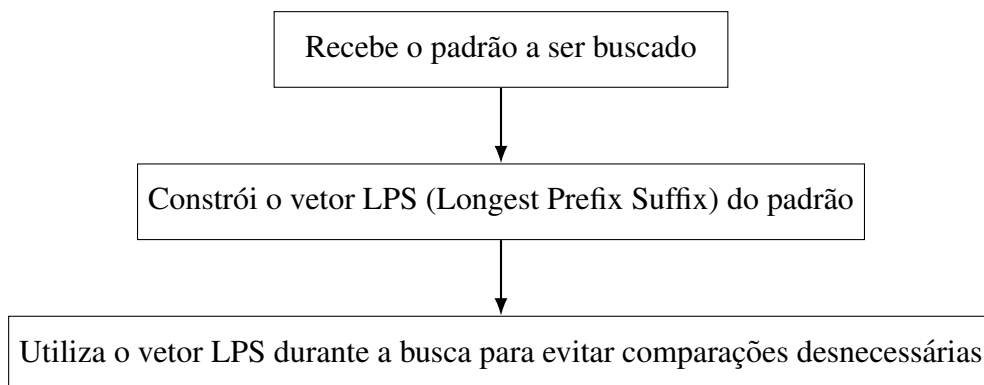 Recebe o padrão a ser buscado
Constrói o vetor LPS (Longest Prefix Suffix) do padrão
Utiliza o vetor LPS durante a busca para evitar comparações desnecessárias